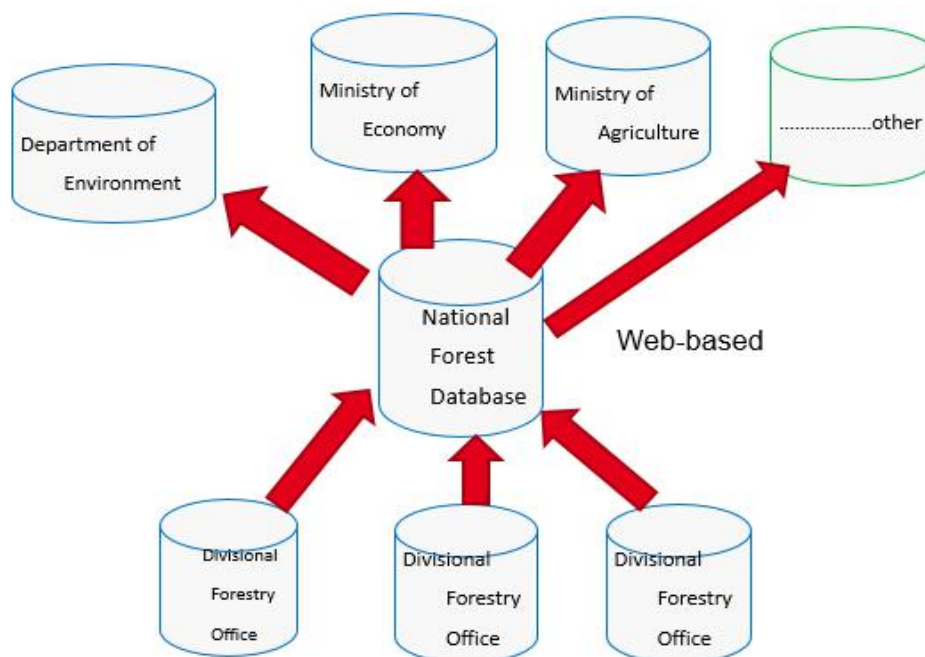 Department of
Environment
Ministry of
Economy
Ministry of
Agriculture
..................other
National
Forest
Database
Web-based
Divisional
Forestry
Office
Divisional
Forestry
Office
Divisional
Forestry
Office